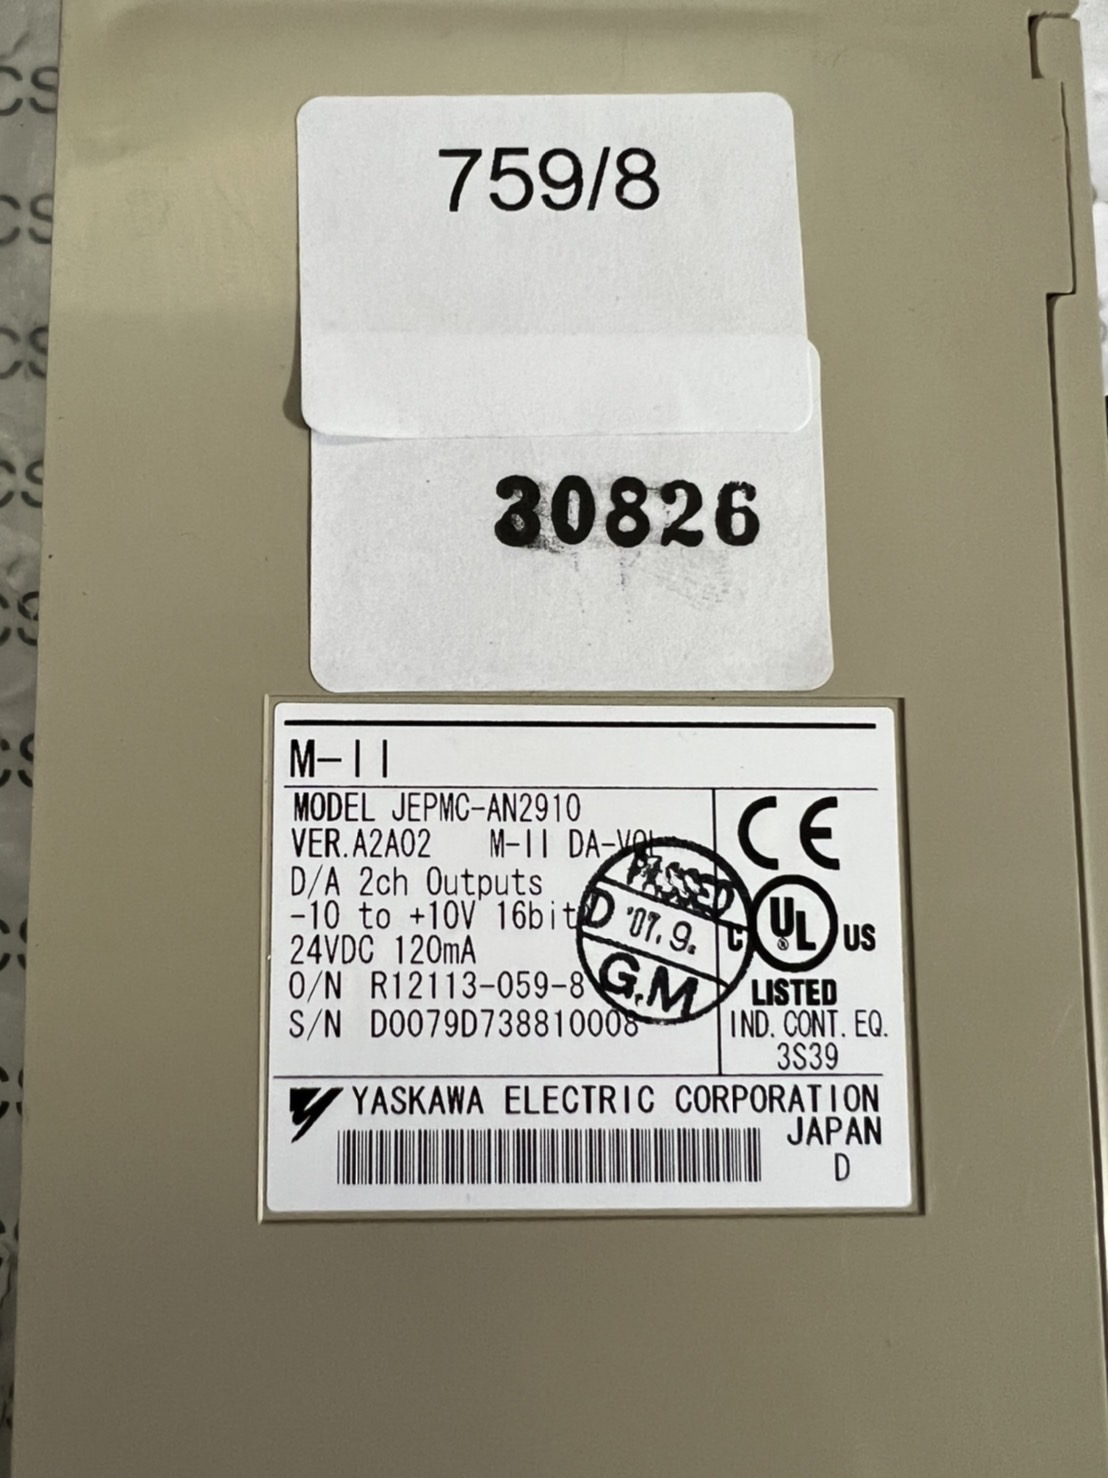 759/8
30826
M-II
MODEL JEPMC-AN2910
VER.A2A02 M-II DA-VOL
D/A 2ch Outputs
-10 to +10V 16bit
24VDC 120mA
O/N R12113-059-8
S/N D0079D738810008
PASSED
D '07.9.
G.M
CE
C UL US
LISTED
IND. CONT. EQ.
3S39
YASKAWA ELECTRIC CORPORATION
JAPAN
D